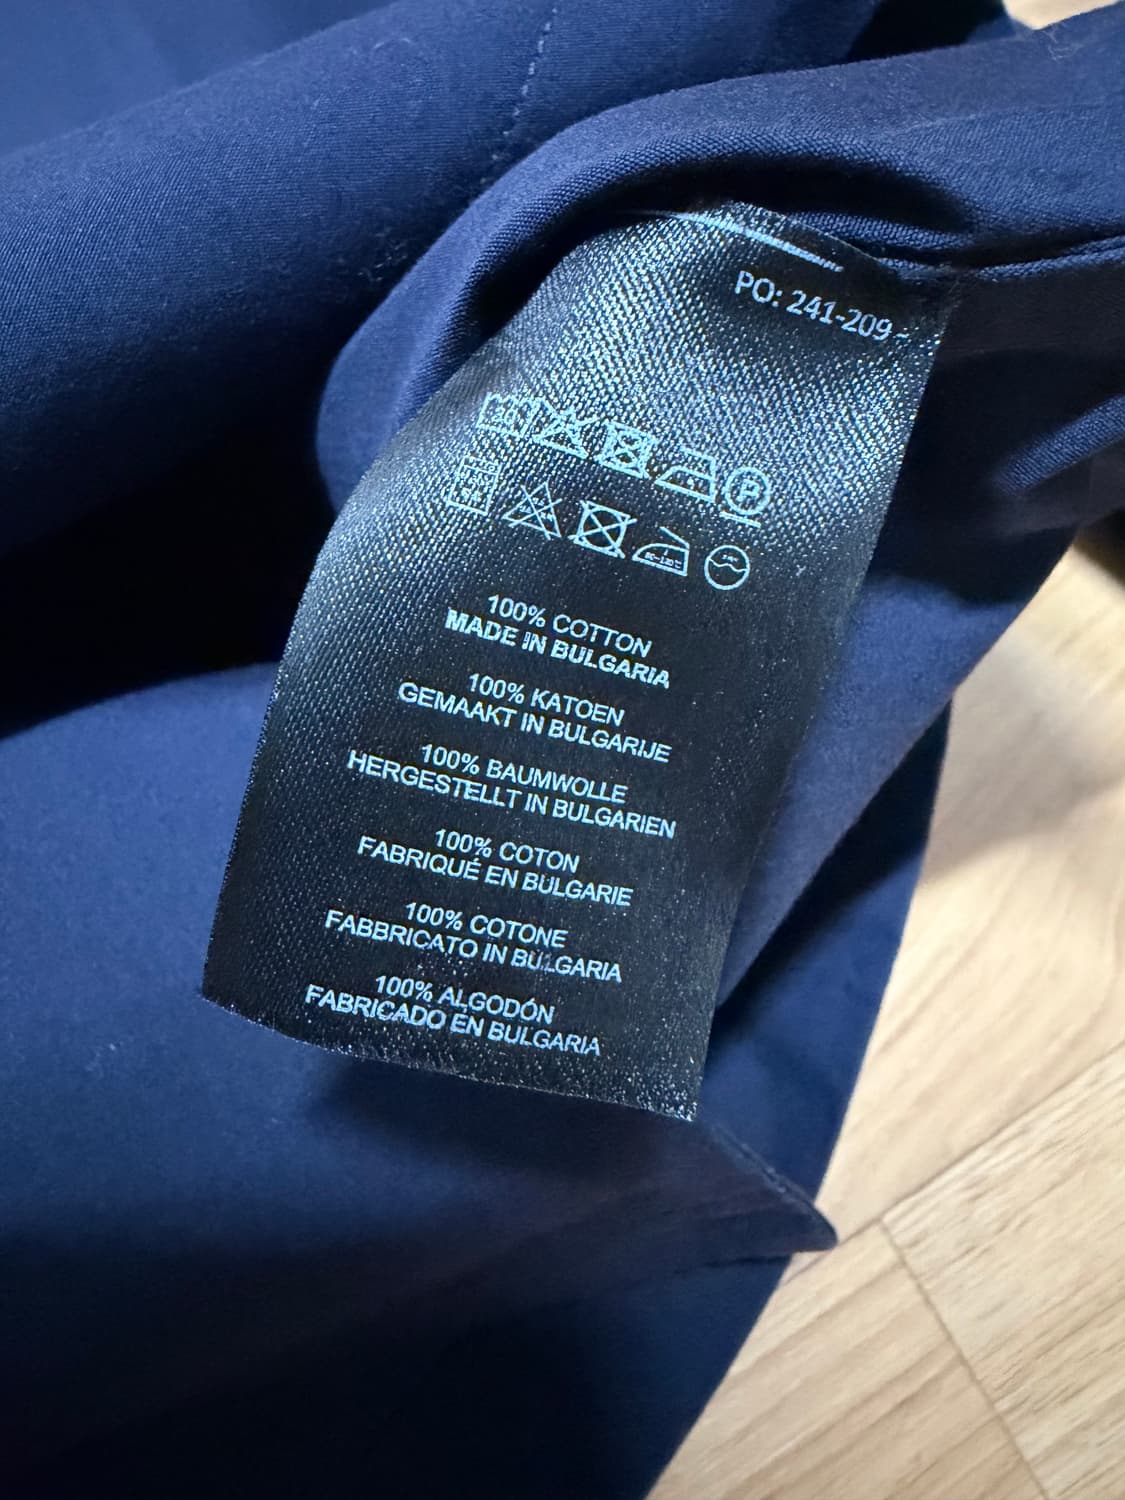 PO: 241-209
P
100% COTTON
MADE IN BULGARIA
100% KATOEN
GEMAAKT IN BULGARIJE
100% BAUMWOLLE
HERGESTELLT IN BULGARIEN
100% COTON
FABRIQUÉ EN BULGARIE
100% COTONE
FABBRICATO IN BULGARIA
100% ALGODÓN
FABRICADO EN BULGARIA